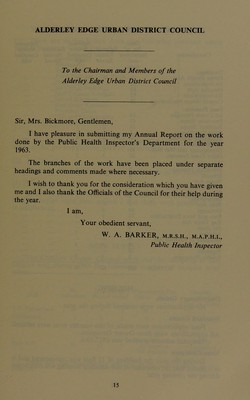 ALDERLEY EDGE URBAN DISTRICT COUNCIL
To the Chairman and Members of the
Alderley Edge Urban District Council
Sir, Mrs. Bickmore, Gentlemen,
I have pleasure in submitting my Annual Report on the work
done by the Public Health Inspector's Department for the year
1963.
The branches of the work have been placed under separate
headings and comments made where necessary.
I wish to thank you for the consideration which you have given
me and I also thank the Officials of the Council for their help during
the year.
I am,
Your obedient servant,
W. A. BARKER, M.R.S.H., M.A.P.H.I.,
Public Health Inspector
15